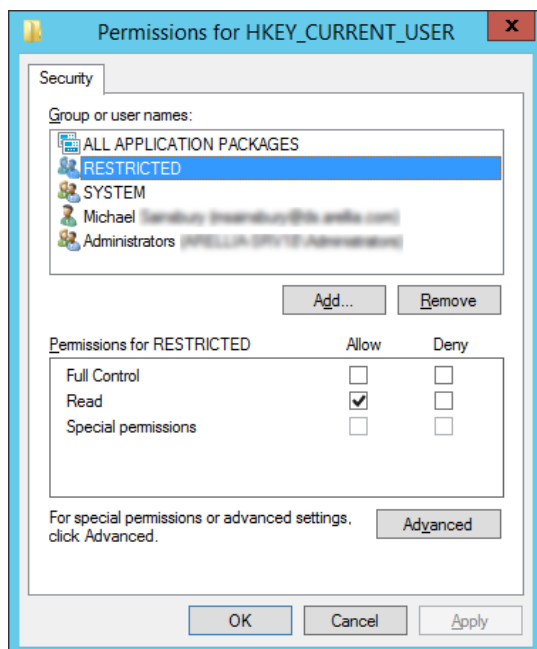 Permissions for HKEY_CURRENT_USER
x
Security
Group or user names:
ALL APPLICATION PACKAGES
RESTRICTED
SYSTEM
Michael
Administrators
Add... Remove
Permissions for RESTRICTED Allow Deny
Full Control
Read
Special permissions
For special permissions or advanced settings,
click Advanced.
Advanced
OK Cancel Apply